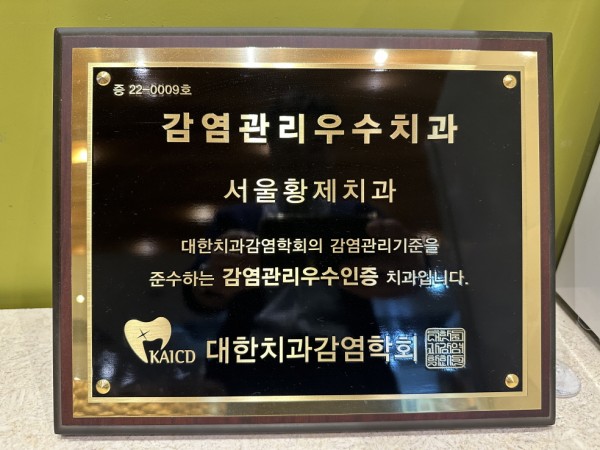 증 22-0009호
감염관리우수치과
서울황제치과
대한치과감염학회의 감염관리기준을
준수하는 감염관리우수인증 치과입니다.
KAICD 대한치과감염학회